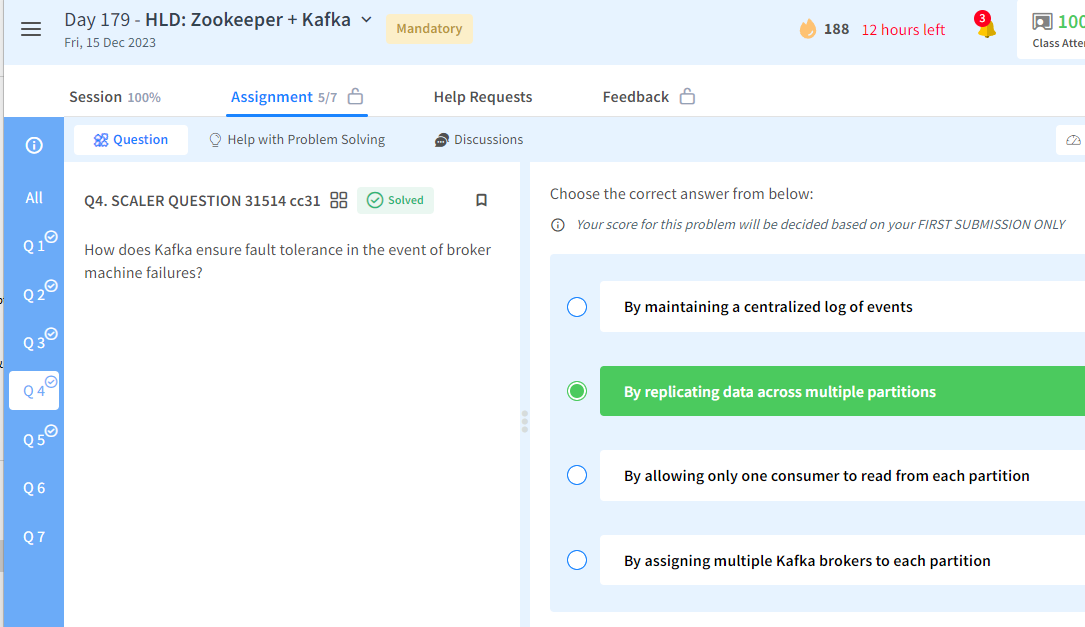 Day 179 - HLD: Zookeeper + Kafka
Fri, 15 Dec 2023
Mandatory
188
12 hours left
3
100
Class Atte
Session 100%
Assignment 5/7
Help Requests
Feedback
Question
Help with Problem Solving
Discussions
All
Q 1
Q 2
Q 3
Q 4
Q 5
Q 6
Q 7
Q4. SCALER QUESTION 31514 cc31
Solved
How does Kafka ensure fault tolerance in the event of broker
machine failures?
Choose the correct answer from below:
Your score for this problem will be decided based on your FIRST SUBMISSION ONLY
By maintaining a centralized log of events
By replicating data across multiple partitions
By allowing only one consumer to read from each partition
By assigning multiple Kafka brokers to each partition